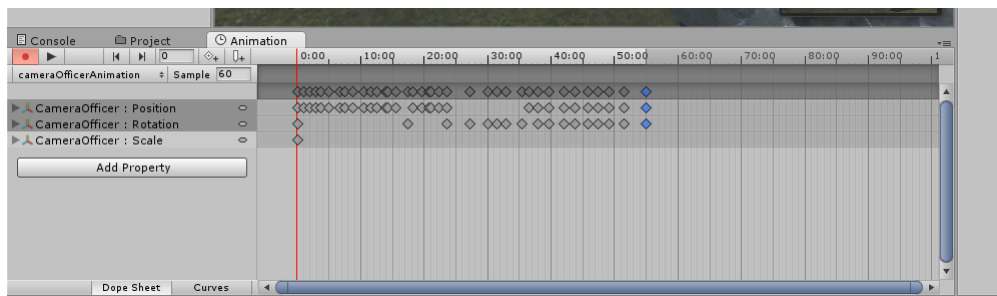 Console Project Animation
0 0:00 10:00 20:00 30:00 40:00 50:00 60:00 70:00 80:00 90:00 1
cameraOfficerAnimation Sample 60
CameraOfficer : Position
CameraOfficer : Rotation
CameraOfficer : Scale
Add Property
Dope Sheet Curves